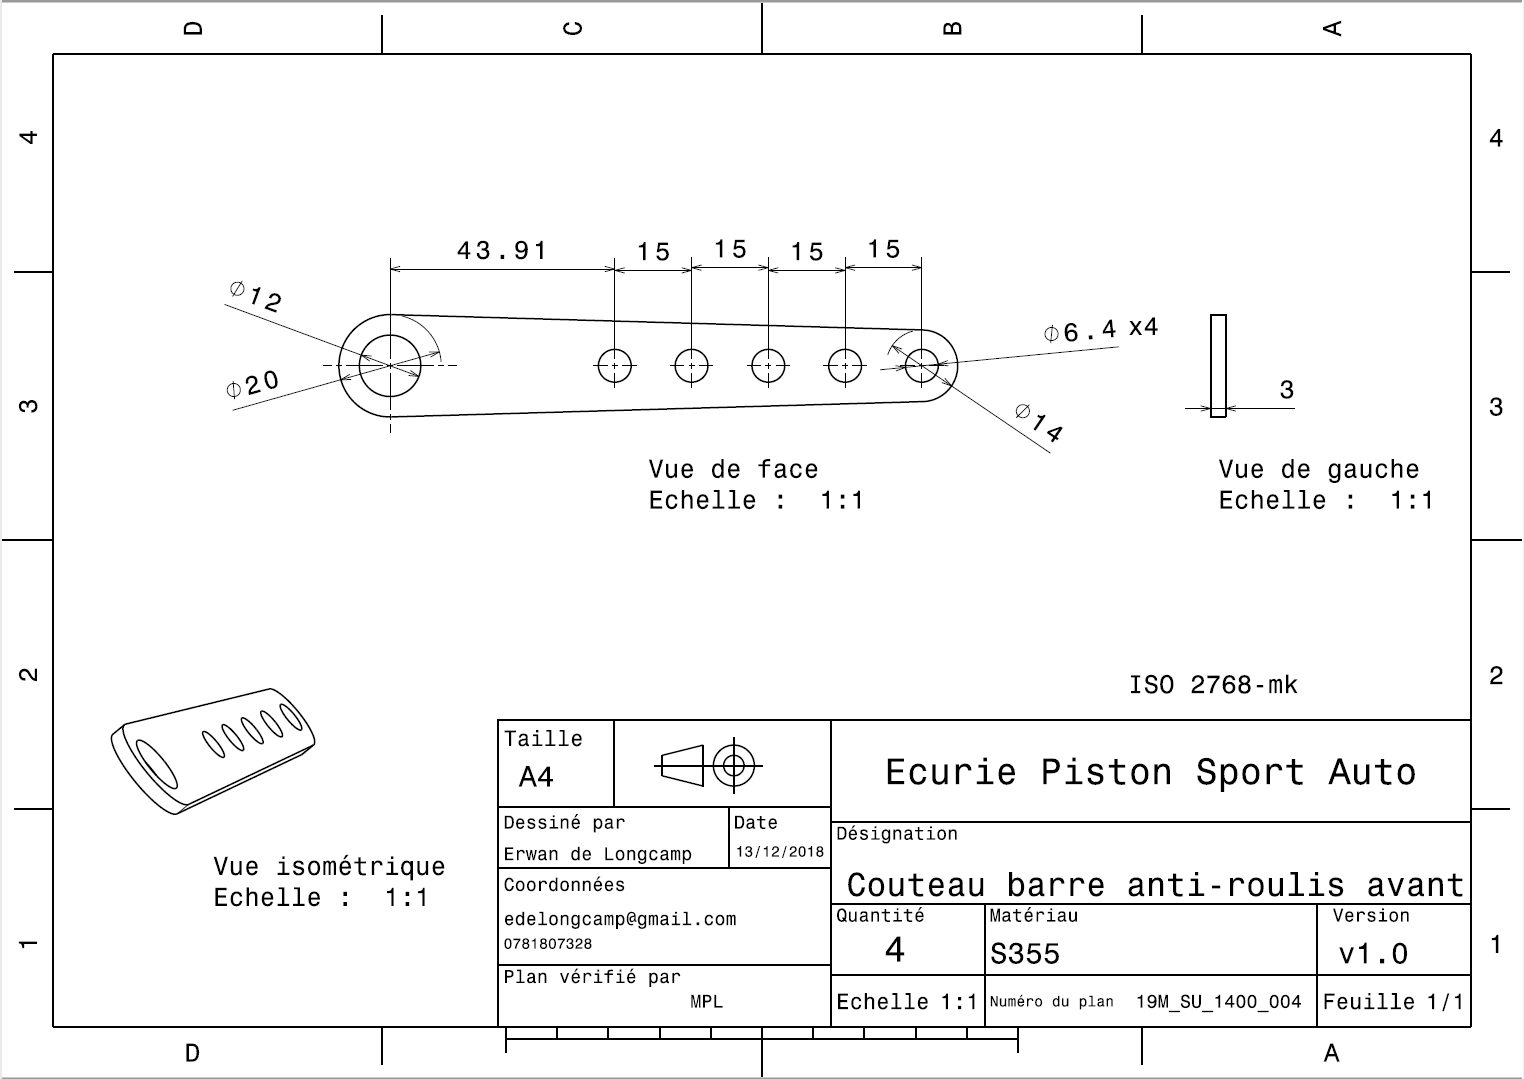 D C B A
4 4
43.91 15 15 15 15
⌀12
⌀20
⌀6.4 x4
⌀14
3
3 3
Vue de face
Echelle : 1:1
Vue de gauche
Echelle : 1:1
2 2
ISO 2768-mk
Vue isométrique
Echelle : 1:1
Taille
A4
Ecurie Piston Sport Auto
Dessiné par
Erwan de Longcamp
Date
13/12/2018
Désignation
Couteau barre anti-roulis avant
Coordonnées
edelongcamp@gmail.com
0781807328
Quantité
4
Matériau
S355
Version
v1.0
1 1
Plan vérifié par
MPL
Echelle 1:1
Numéro du plan 19M_SU_1400_004
Feuille 1/1
D A